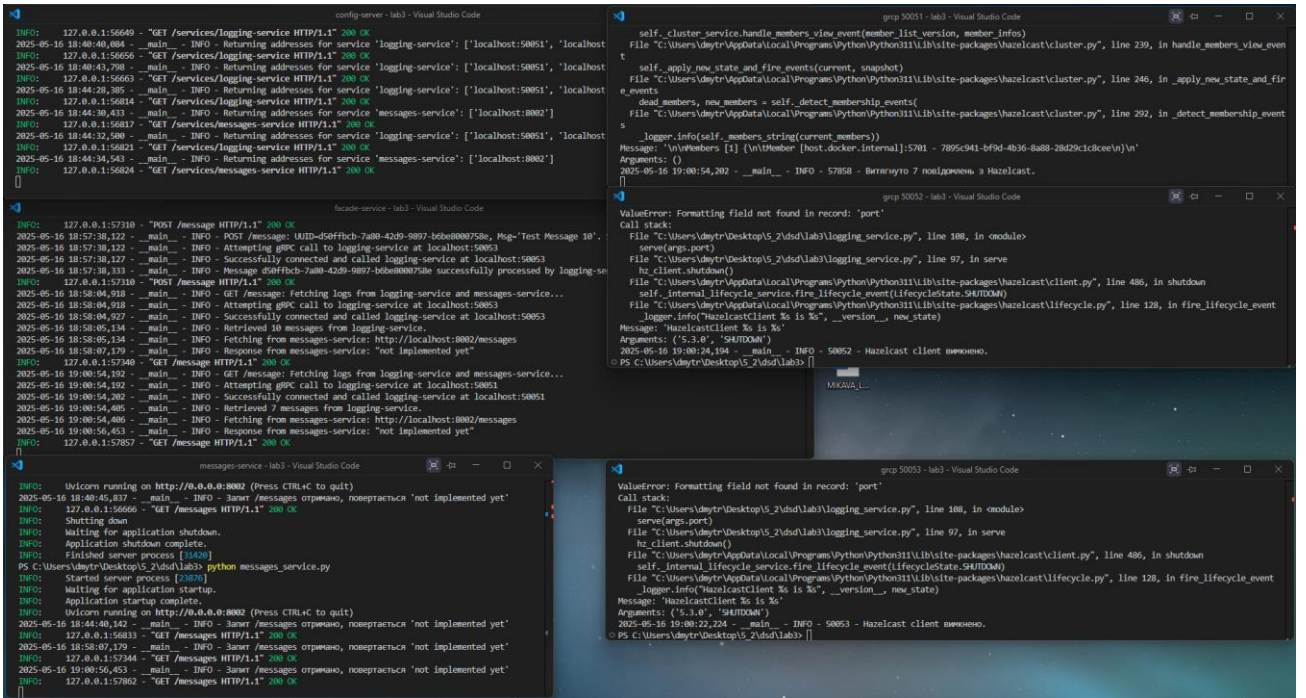 config-server - lab3 - Visual Studio Code
INFO:     127.0.0.1:56649 - "GET /services/logging-service HTTP/1.1" 200 OK
2025-05-16 18:40:40,084 - __main__ - INFO - Returning addresses for service 'logging-service': ['localhost:50051', 'localhost
INFO:     127.0.0.1:56656 - "GET /services/logging-service HTTP/1.1" 200 OK
2025-05-16 18:40:43,798 - __main__ - INFO - Returning addresses for service 'logging-service': ['localhost:50051', 'localhost
INFO:     127.0.0.1:56663 - "GET /services/logging-service HTTP/1.1" 200 OK
2025-05-16 18:44:28,385 - __main__ - INFO - Returning addresses for service 'logging-service': ['localhost:50051', 'localhost
INFO:     127.0.0.1:56814 - "GET /services/logging-service HTTP/1.1" 200 OK
2025-05-16 18:44:30,433 - __main__ - INFO - Returning addresses for service 'messages-service': ['localhost:8002']
INFO:     127.0.0.1:56817 - "GET /services/messages-service HTTP/1.1" 200 OK
2025-05-16 18:44:32,500 - __main__ - INFO - Returning addresses for service 'logging-service': ['localhost:50051', 'localhost
INFO:     127.0.0.1:56821 - "GET /services/logging-service HTTP/1.1" 200 OK
2025-05-16 18:44:34,543 - __main__ - INFO - Returning addresses for service 'messages-service': ['localhost:8002']
INFO:     127.0.0.1:56824 - "GET /services/messages-service HTTP/1.1" 200 OK
grcp 50051 - lab3 - Visual Studio Code
self._cluster_service.handle_members_view_event(member_list_version, member_infos)
File "C:\Users\dmytr\AppData\Local\Programs\Python\Python311\Lib\site-packages\hazelcast\cluster.py", line 239, in handle_members_view_even
t
self._apply_new_state_and_fire_events(current, snapshot)
File "C:\Users\dmytr\AppData\Local\Programs\Python\Python311\Lib\site-packages\hazelcast\cluster.py", line 246, in _apply_new_state_and_fir
e_events
dead_members, new_members = self._detect_membership_events(
File "C:\Users\dmytr\AppData\Local\Programs\Python\Python311\Lib\site-packages\hazelcast\cluster.py", line 292, in _detect_membership_event
s
_logger.info(self._members_string(current_members))
Message: '\n\nMembers [1] {\n\tMember [host.docker.internal]:5701 - 7895c941-bf9d-4b36-8a88-28d29c1c8cee\n}\n'
Arguments: ()
2025-05-16 19:00:54,202 - __main__ - INFO - 57858 - Витягнуто 7 повідомлень з Hazelcast.
facade-service - lab3 - Visual Studio Code
INFO:     127.0.0.1:57310 - "POST /message HTTP/1.1" 200 OK
2025-05-16 18:57:38,122 - __main__ - INFO - POST /message: UUID=d50ffbcb-7a80-42d9-9897-b6be8000758e, Msg='Test Message 10'.
2025-05-16 18:57:38,122 - __main__ - INFO - Attempting gRPC call to logging-service at localhost:50053
2025-05-16 18:57:38,127 - __main__ - INFO - Successfully connected and called logging-service at localhost:50053
2025-05-16 18:57:38,333 - __main__ - INFO - Message d50ffbcb-7a80-42d9-9897-b6be8000758e successfully processed by logging-se
INFO:     127.0.0.1:57310 - "POST /message HTTP/1.1" 200 OK
2025-05-16 18:58:04,918 - __main__ - INFO - GET /message: Fetching logs from logging-service and messages-service...
2025-05-16 18:58:04,918 - __main__ - INFO - Attempting gRPC call to logging-service at localhost:50053
2025-05-16 18:58:04,927 - __main__ - INFO - Successfully connected and called logging-service at localhost:50053
2025-05-16 18:58:05,134 - __main__ - INFO - Retrieved 10 messages from logging-service.
2025-05-16 18:58:05,134 - __main__ - INFO - Fetching from messages-service: http://localhost:8002/messages
2025-05-16 18:58:07,179 - __main__ - INFO - Response from messages-service: "not implemented yet"
INFO:     127.0.0.1:57340 - "GET /message HTTP/1.1" 200 OK
2025-05-16 19:00:54,192 - __main__ - INFO - GET /message: Fetching logs from logging-service and messages-service...
2025-05-16 19:00:54,192 - __main__ - INFO - Attempting gRPC call to logging-service at localhost:50051
2025-05-16 19:00:54,202 - __main__ - INFO - Successfully connected and called logging-service at localhost:50051
2025-05-16 19:00:54,405 - __main__ - INFO - Retrieved 7 messages from logging-service.
2025-05-16 19:00:54,406 - __main__ - INFO - Fetching from messages-service: http://localhost:8002/messages
2025-05-16 19:00:56,453 - __main__ - INFO - Response from messages-service: "not implemented yet"
INFO:     127.0.0.1:57857 - "GET /message HTTP/1.1" 200 OK
grcp 50052 - lab3 - Visual Studio Code
ValueError: Formatting field not found in record: 'port'
Call stack:
File "C:\Users\dmytr\Desktop\5_2\dsd\lab3\logging_service.py", line 108, in <module>
serve(args.port)
File "C:\Users\dmytr\Desktop\5_2\dsd\lab3\logging_service.py", line 97, in serve
hz_client.shutdown()
File "C:\Users\dmytr\AppData\Local\Programs\Python\Python311\Lib\site-packages\hazelcast\client.py", line 486, in shutdown
self._internal_lifecycle_service.fire_lifecycle_event(LifecycleState.SHUTDOWN)
File "C:\Users\dmytr\AppData\Local\Programs\Python\Python311\Lib\site-packages\hazelcast\lifecycle.py", line 128, in fire_lifecycle_event
_logger.info("HazelcastClient %s is %s", __version__, new_state)
Message: 'HazelcastClient %s is %s'
Arguments: ('5.3.0', 'SHUTDOWN')
2025-05-16 19:00:24,194 - __main__ - INFO - 50052 - Hazelcast client вимкнено.
PS C:\Users\dmytr\Desktop\5_2\dsd\lab3>
MIKAVA_L...
messages-service - lab3 - Visual Studio Code
INFO:     Uvicorn running on http://0.0.0.0:8002 (Press CTRL+C to quit)
2025-05-16 18:40:45,837 - __main__ - INFO - Запит /messages отримано, повертається 'not implemented yet'
INFO:     127.0.0.1:56666 - "GET /messages HTTP/1.1" 200 OK
INFO:     Shutting down
INFO:     Waiting for application shutdown.
INFO:     Application shutdown complete.
INFO:     Finished server process [31420]
PS C:\Users\dmytr\Desktop\5_2\dsd\lab3> python messages_service.py
INFO:     Started server process [23876]
INFO:     Waiting for application startup.
INFO:     Application startup complete.
INFO:     Uvicorn running on http://0.0.0.0:8002 (Press CTRL+C to quit)
2025-05-16 18:44:40,142 - __main__ - INFO - Запит /messages отримано, повертається 'not implemented yet'
INFO:     127.0.0.1:56833 - "GET /messages HTTP/1.1" 200 OK
2025-05-16 18:58:07,179 - __main__ - INFO - Запит /messages отримано, повертається 'not implemented yet'
INFO:     127.0.0.1:57344 - "GET /messages HTTP/1.1" 200 OK
2025-05-16 19:00:56,453 - __main__ - INFO - Запит /messages отримано, повертається 'not implemented yet'
INFO:     127.0.0.1:57862 - "GET /messages HTTP/1.1" 200 OK
grcp 50053 - lab3 - Visual Studio Code
ValueError: Formatting field not found in record: 'port'
Call stack:
File "C:\Users\dmytr\Desktop\5_2\dsd\lab3\logging_service.py", line 108, in <module>
serve(args.port)
File "C:\Users\dmytr\Desktop\5_2\dsd\lab3\logging_service.py", line 97, in serve
hz_client.shutdown()
File "C:\Users\dmytr\AppData\Local\Programs\Python\Python311\Lib\site-packages\hazelcast\client.py", line 486, in shutdown
self._internal_lifecycle_service.fire_lifecycle_event(LifecycleState.SHUTDOWN)
File "C:\Users\dmytr\AppData\Local\Programs\Python\Python311\Lib\site-packages\hazelcast\lifecycle.py", line 128, in fire_lifecycle_event
_logger.info("HazelcastClient %s is %s", __version__, new_state)
Message: 'HazelcastClient %s is %s'
Arguments: ('5.3.0', 'SHUTDOWN')
2025-05-16 19:00:22,224 - __main__ - INFO - 50053 - Hazelcast client вимкнено.
PS C:\Users\dmytr\Desktop\5_2\dsd\lab3>